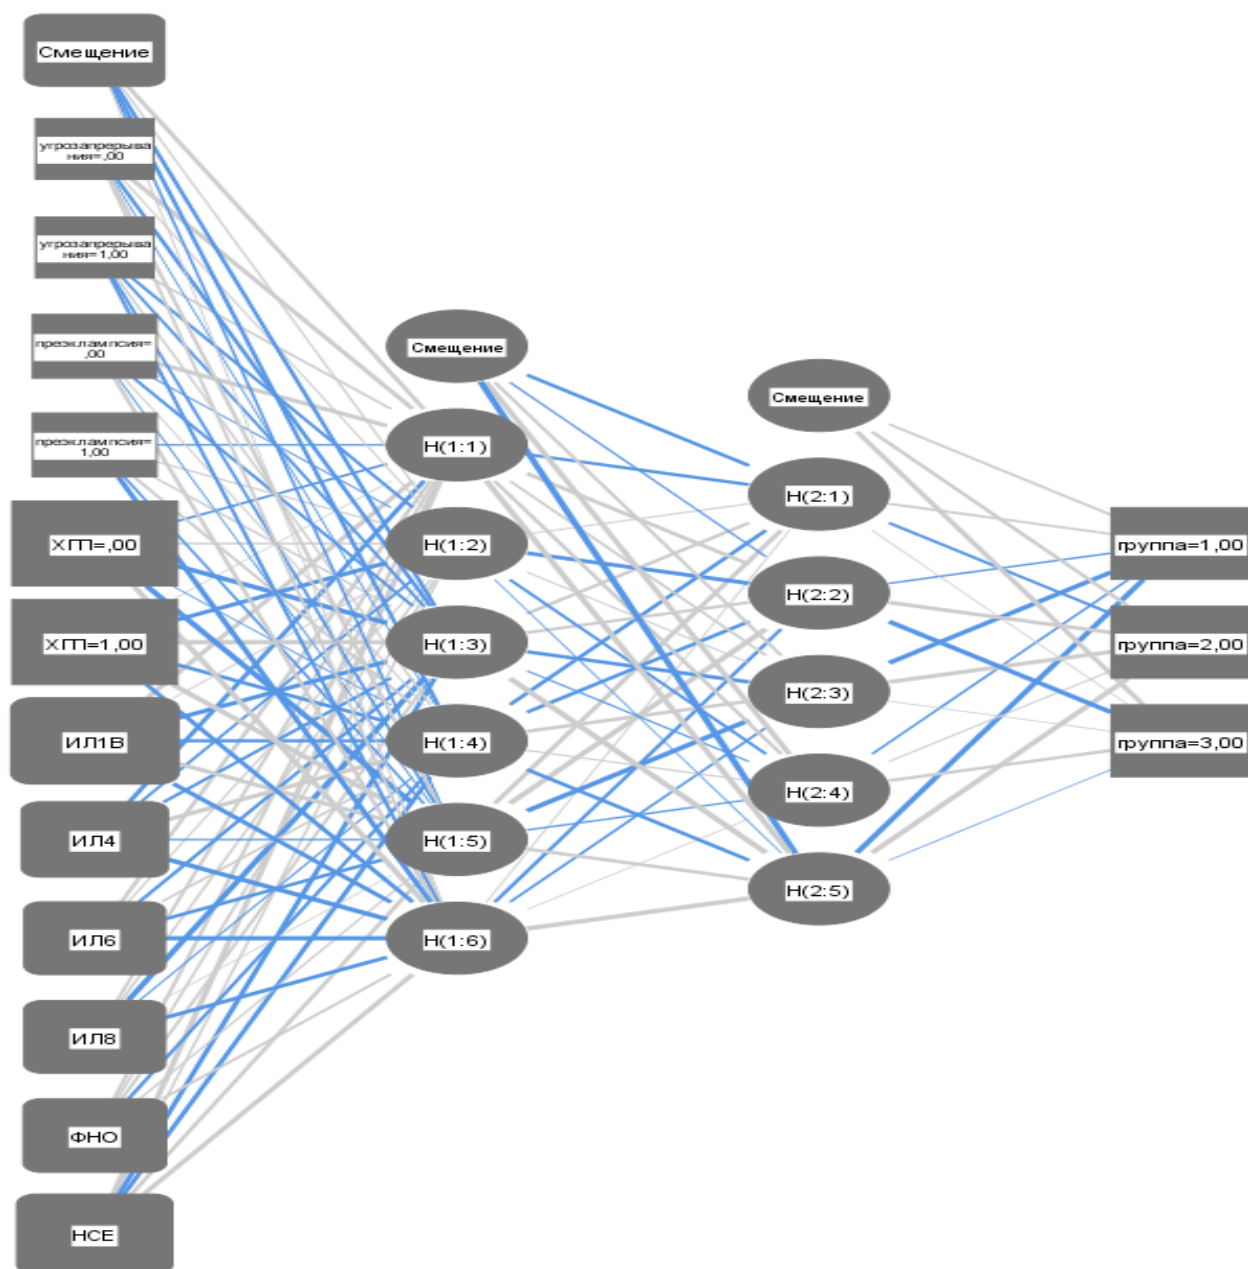 Смещение
угрозапрерыва
ния=,00
угрозапрерыва
ния=1,00
преэклампсия=
,00
преэклампсия=
1,00
ХГП=,00
ХГП=1,00
ИЛ1В
ИЛ4
ИЛ6
ИЛ8
ФНО
НСЕ
Смещение
H(1:1)
H(1:2)
H(1:3)
H(1:4)
H(1:5)
H(1:6)
Смещение
H(2:1)
H(2:2)
H(2:3)
H(2:4)
H(2:5)
группа=1,00
группа=2,00
группа=3,00